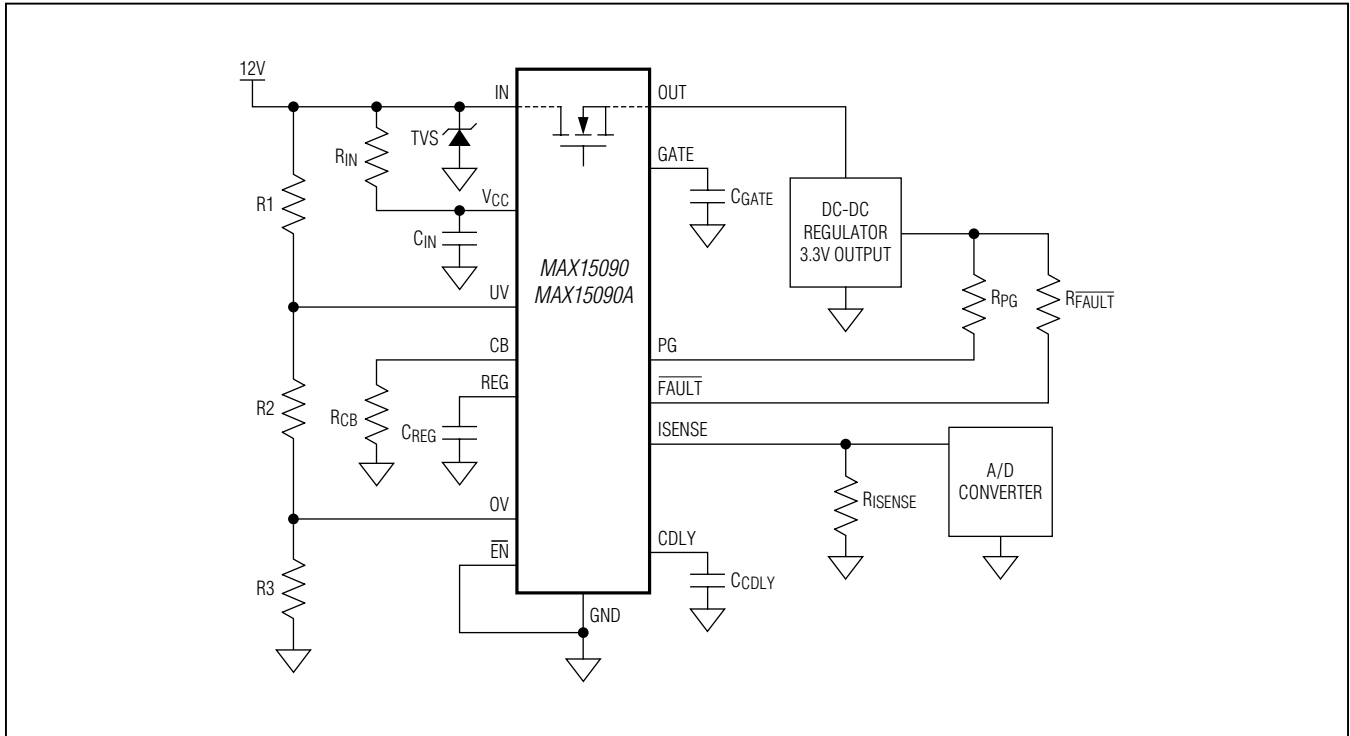 12V
IN
OUT
TVS
RIN
GATE
R1
VCC
CGATE
DC-DC
REGULATOR
3.3V OUTPUT
CIN
MAX15090
MAX15090A
UV
RPG
RFAULT
CB
PG
REG
FAULT
R2
RCB
CREG
ISENSE
A/D
CONVERTER
RISENSE
OV
EN
CDLY
CCDLY
R3
GND